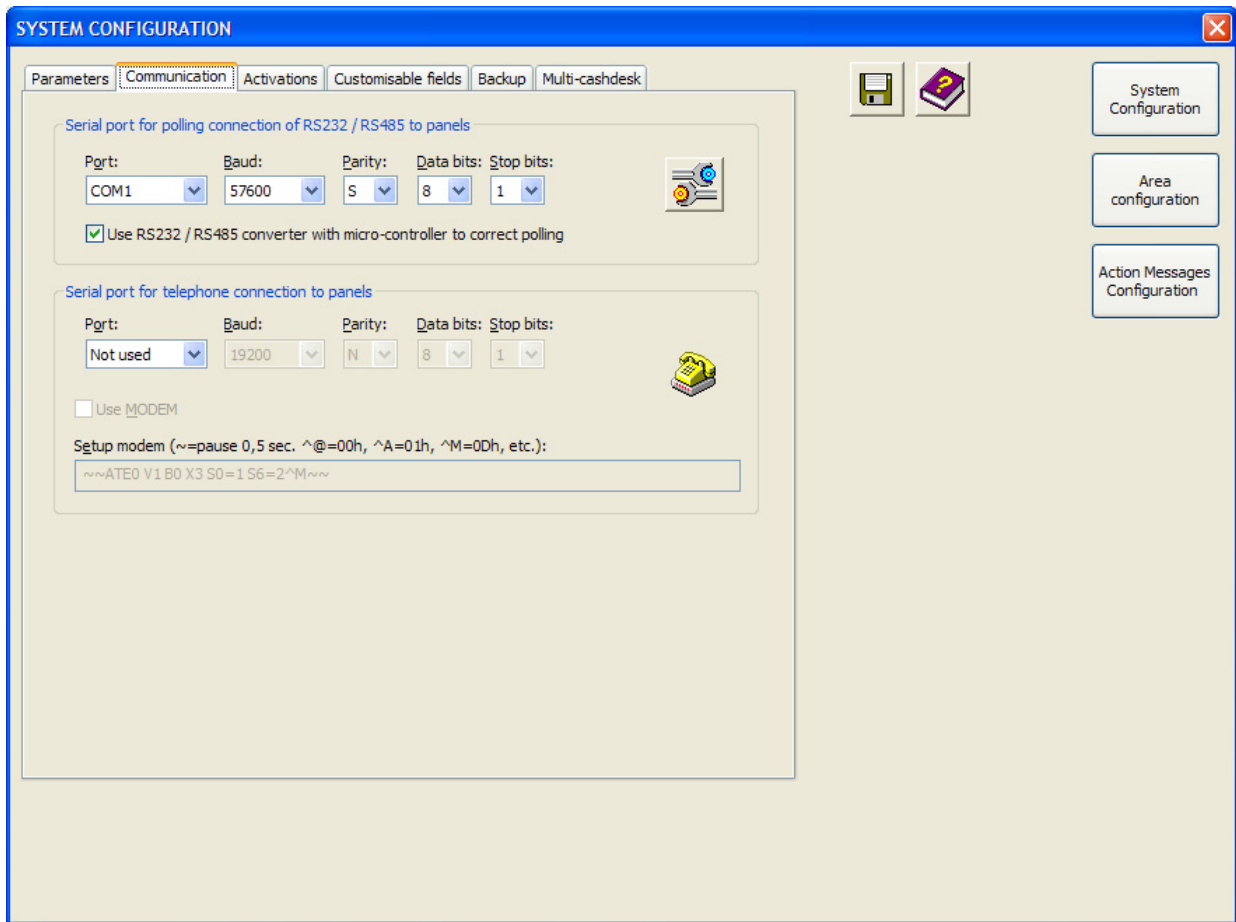 SYSTEM CONFIGURATION
Parameters Communication Activations Customisable fields Backup Multi-cashdesk
System
Configuration
Area
configuration
Action Messages
Configuration
Serial port for polling connection of RS232 / RS485 to panels
Port: Baud: Parity: Data bits: Stop bits:
COM1 57600 S 8 1
Use RS232 / RS485 converter with micro-controller to correct polling
Serial port for telephone connection to panels
Port: Baud: Parity: Data bits: Stop bits:
Not used 19200 N 8 1
Use MODEM
Setup modem (~=pause 0,5 sec. ^@=00h, ^A=01h, ^M=0Dh, etc.):
~~ATE0 V1 B0 X3 S0=1 S6=2^M~~